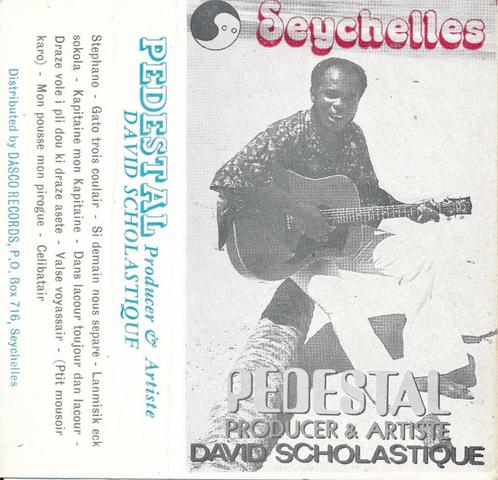 Seychelles
PEDESTAL
PRODUCER & ARTISTE
DAVID SCHOLASTIQUE
PEDESTAL Producer & Artiste
DAVID SCHOLASTIQUE
Stephano - Gato trois coulair - Si demain nous separe - Lanmisik eck
sokola - Kapitaine mon Kapitaine - Dans lacour toujour dan lacour -
Draze vole i pli dou ki draze asete - Valse voyassair - (Ptit mousoir
karo) - Mon pousse mon pirogue - Celibatair
Distributed by DASCO RECORDS, P.O. Box 716, Seychelles